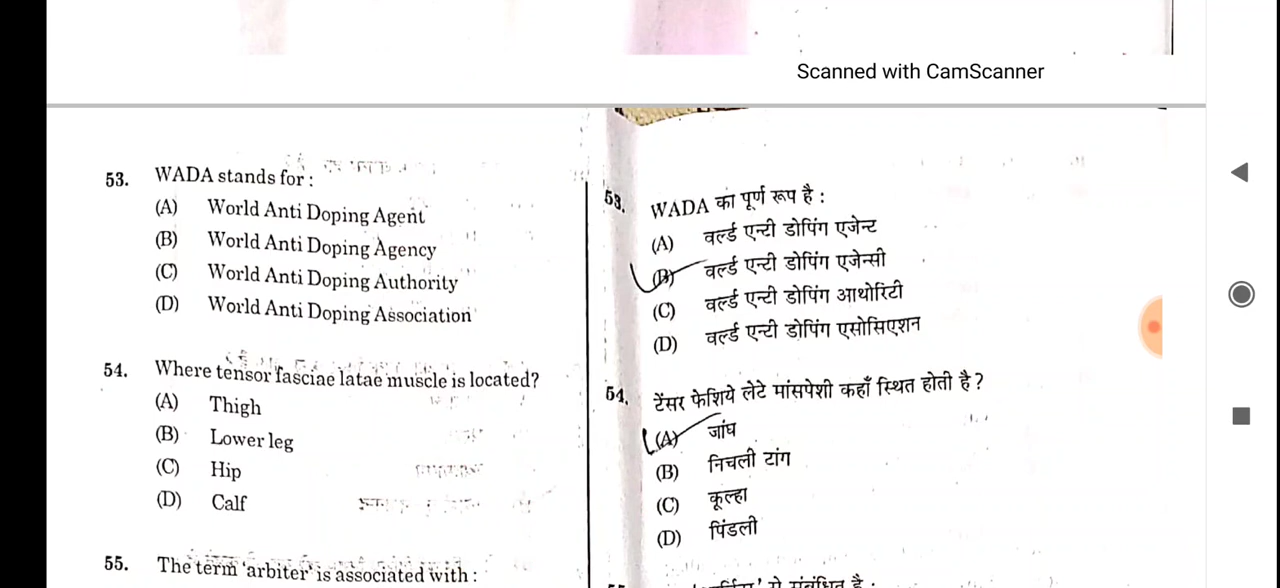 Scanned with CamScanner
53. WADA stands for :
(A) World Anti Doping Agent
(B) World Anti Doping Agency
(C) World Anti Doping Authority
(D) World Anti Doping Association
54. Where tensor fasciae latae muscle is located?
(A) Thigh
(B) Lower leg
(C) Hip
(D) Calf
55. The term 'arbiter' is associated with :
53. WADA का पूर्ण रूप है :
(A) वर्ल्ड एन्टी डोपिंग एजेन्ट
(B) वर्ल्ड एन्टी डोपिंग एजेन्सी
(C) वर्ल्ड एन्टी डोपिंग आथोरिटी
(D) वर्ल्ड एन्टी डोपिंग एसोसिएशन
54. टेंसर फेशिये लेटे मांसपेशी कहाँ स्थित होती है ?
(A) जांघ
(B) निचली टांग
(C) कूल्हा
(D) पिंडली
से संबंधित है :